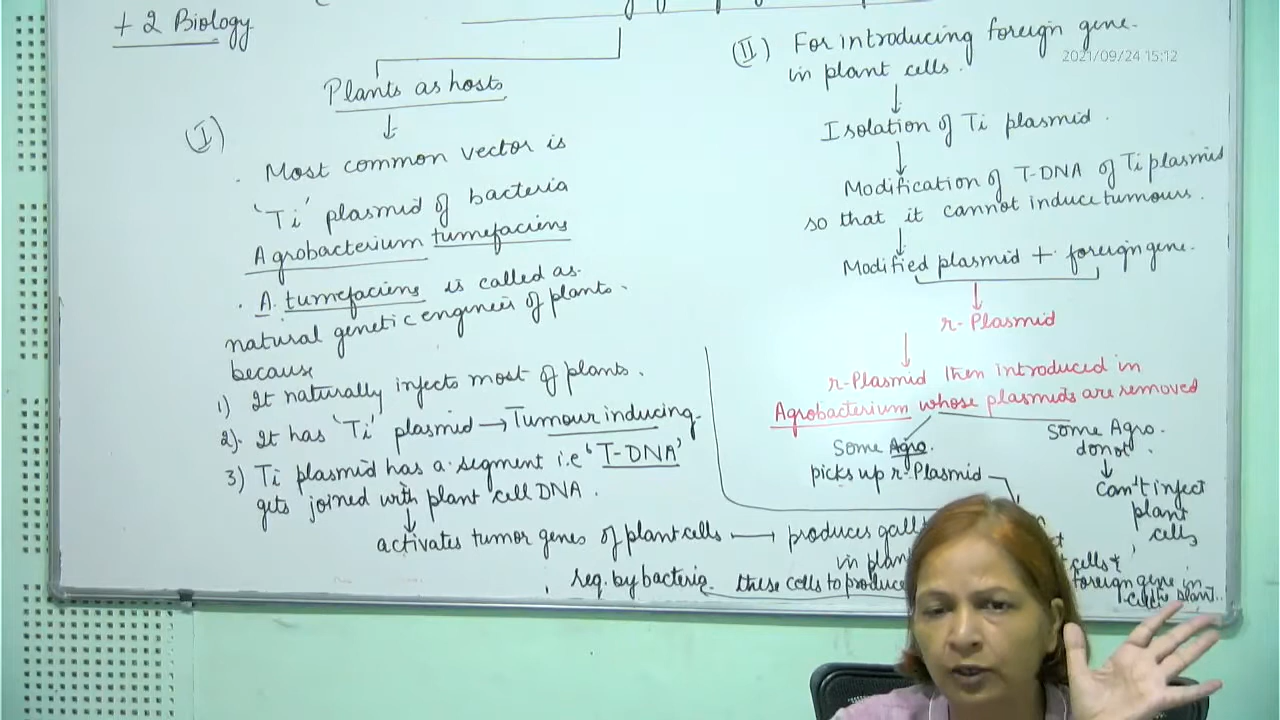 + 2 Biology
Plants as hosts
(I)
. Most common vector is
'Ti' plasmid of bacteria
Agrobacterium tumefaciens
. A. tumefaciens is called as
natural genetic engineer of plants.
because
1) It naturally infects most of plants.
2). It has 'Ti' plasmid → Tumour inducing
3) Ti plasmid has a segment i.e 'T-DNA'
gets joined with plant cell DNA.
↓
activates tumor genes of plant cells → produces galls
in plan
req. by bacteria these cells to produce
(II) For introducing foreign gene.
in plant cells.
2021/09/24 15:12
↓
Isolation of Ti plasmid.
↓
Modification of T-DNA of Ti plasmid
so that it cannot induce tumours.
↓
Modified plasmid + foreign gene.
↓
r-Plasmid
↓
r-Plasmid then introduced in
Agrobacterium whose plasmids are removed
Some Agro.
picks up r-Plasmid
Some Agro.
donot.
↓
Can't infect
plant
cells
cells &
foreign gene in
plant.